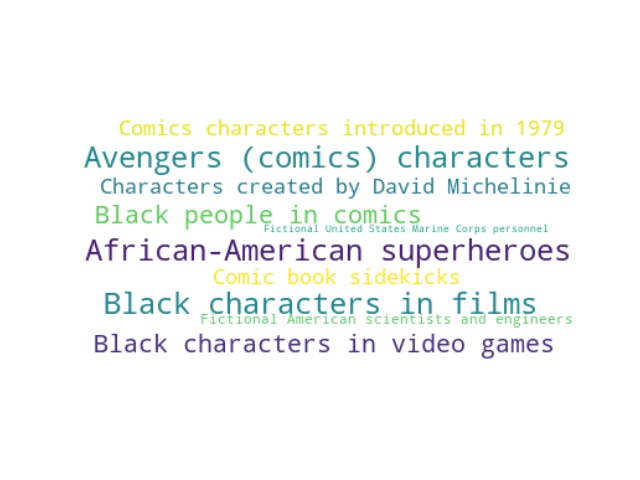 Comics characters introduced in 1979
Avengers (comics) characters
Characters created by David Michelinie
Black people in comics
Fictional United States Marine Corps personnel
African-American superheroes
Comic book sidekicks
Black characters in films
Fictional American scientists and engineers
Black characters in video games